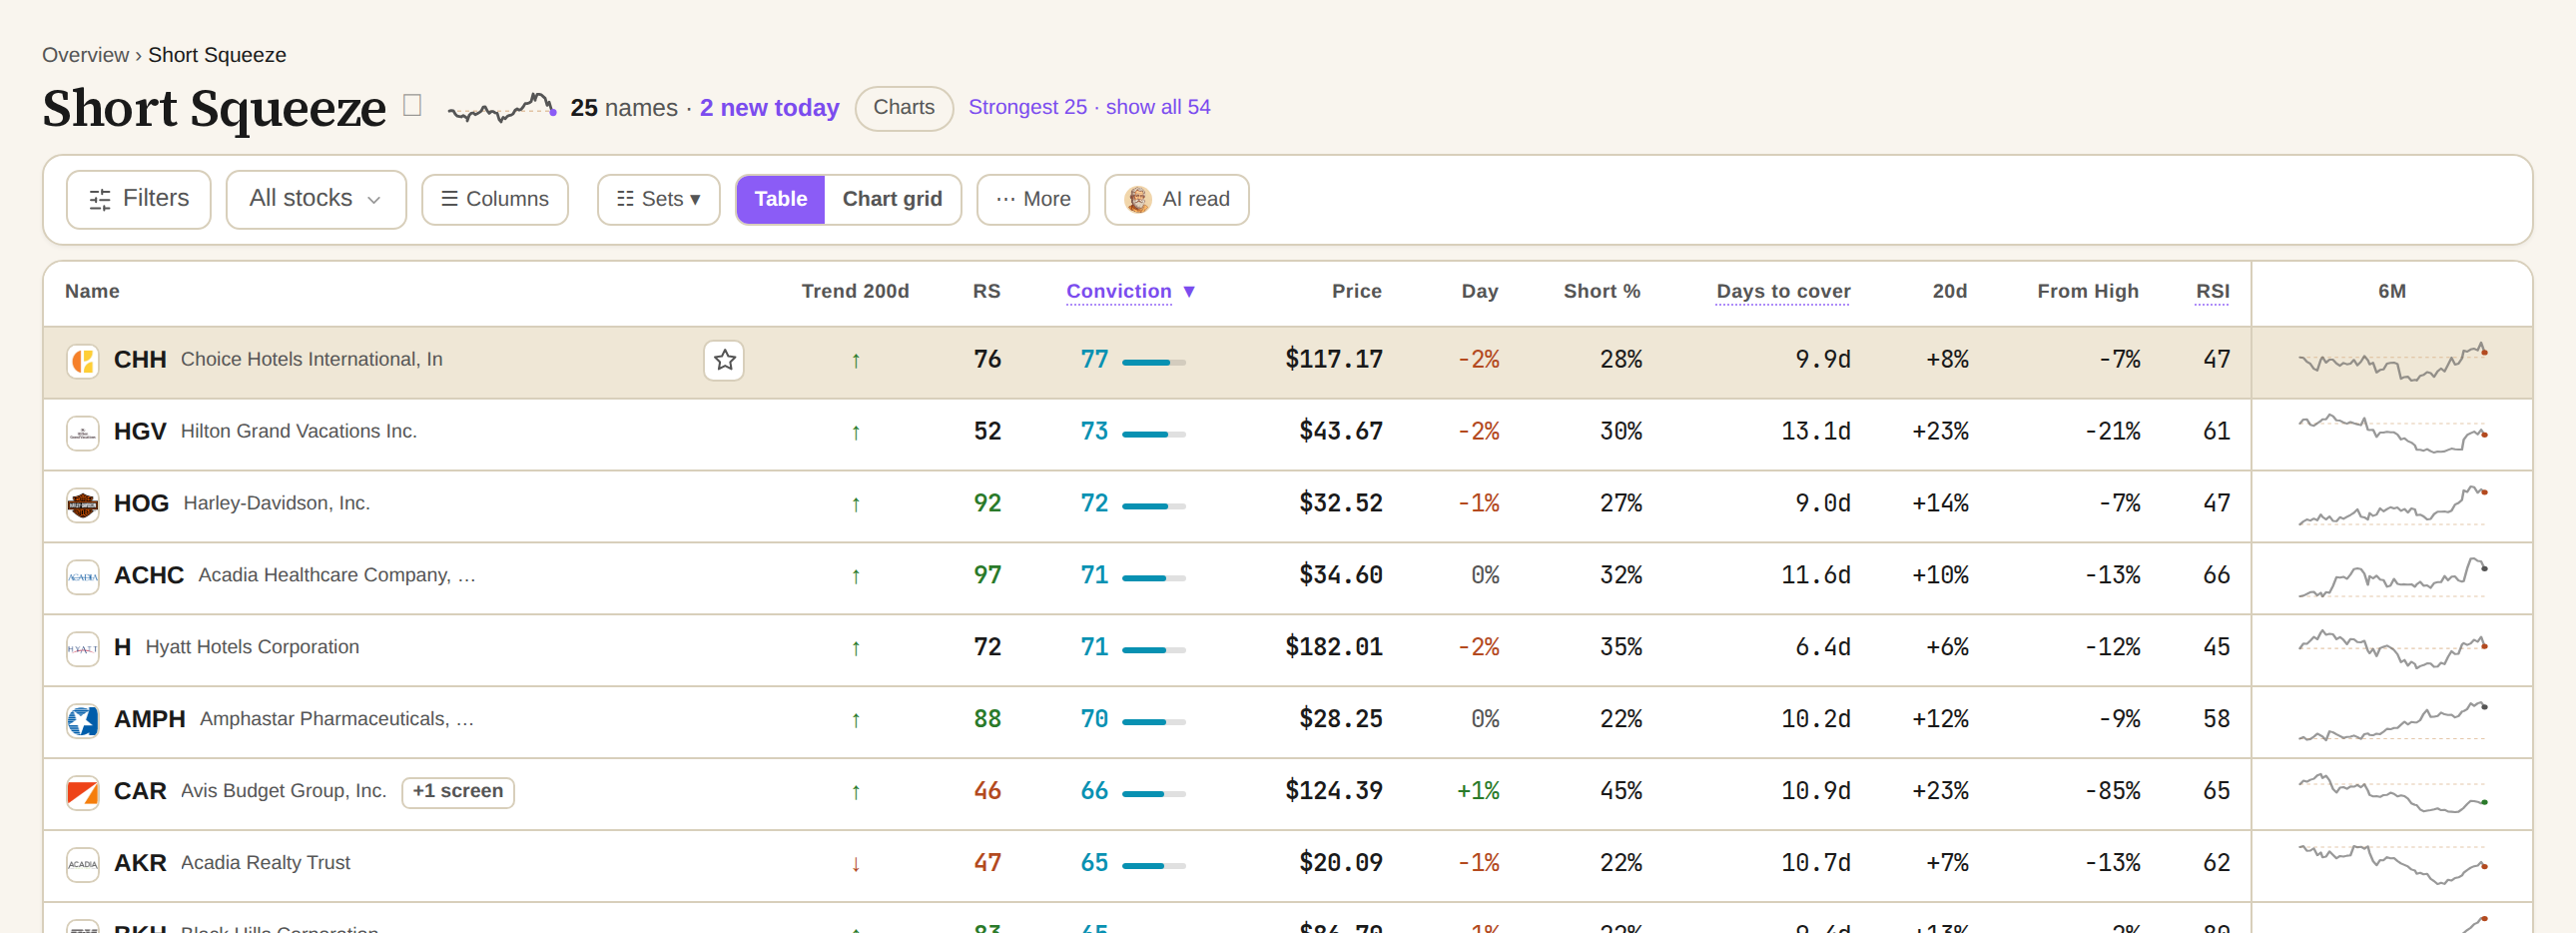 Overview › Short Squeeze
Short Squeeze 25 names · 2 new today Charts Strongest 25 · show all 54
Filters All stocks Columns Sets ▾ Table Chart grid ··· More AI read
Name Trend 200d RS Conviction ▼ Price Day Short % Days to cover 20d From High RSI 6M
CHH Choice Hotels International, In ↑ 76 77 $117.17 -2% 28% 9.9d +8% -7% 47
HGV Hilton Grand Vacations Inc. ↑ 52 73 $43.67 -2% 30% 13.1d +23% -21% 61
HOG Harley-Davidson, Inc. ↑ 92 72 $32.52 -1% 27% 9.0d +14% -7% 47
ACADIA ACHC Acadia Healthcare Company, … ↑ 97 71 $34.60 0% 32% 11.6d +10% -13% 66
HYATT H Hyatt Hotels Corporation ↑ 72 71 $182.01 -2% 35% 6.4d +6% -12% 45
AMPH Amphastar Pharmaceuticals, … ↑ 88 70 $28.25 0% 22% 10.2d +12% -9% 58
CAR Avis Budget Group, Inc. +1 screen ↑ 46 66 $124.39 +1% 45% 10.9d +23% -85% 65
ACADIA AKR Acadia Realty Trust ↓ 47 65 $20.09 -1% 22% 10.7d +7% -13% 62
BKH Black Hills Corporation